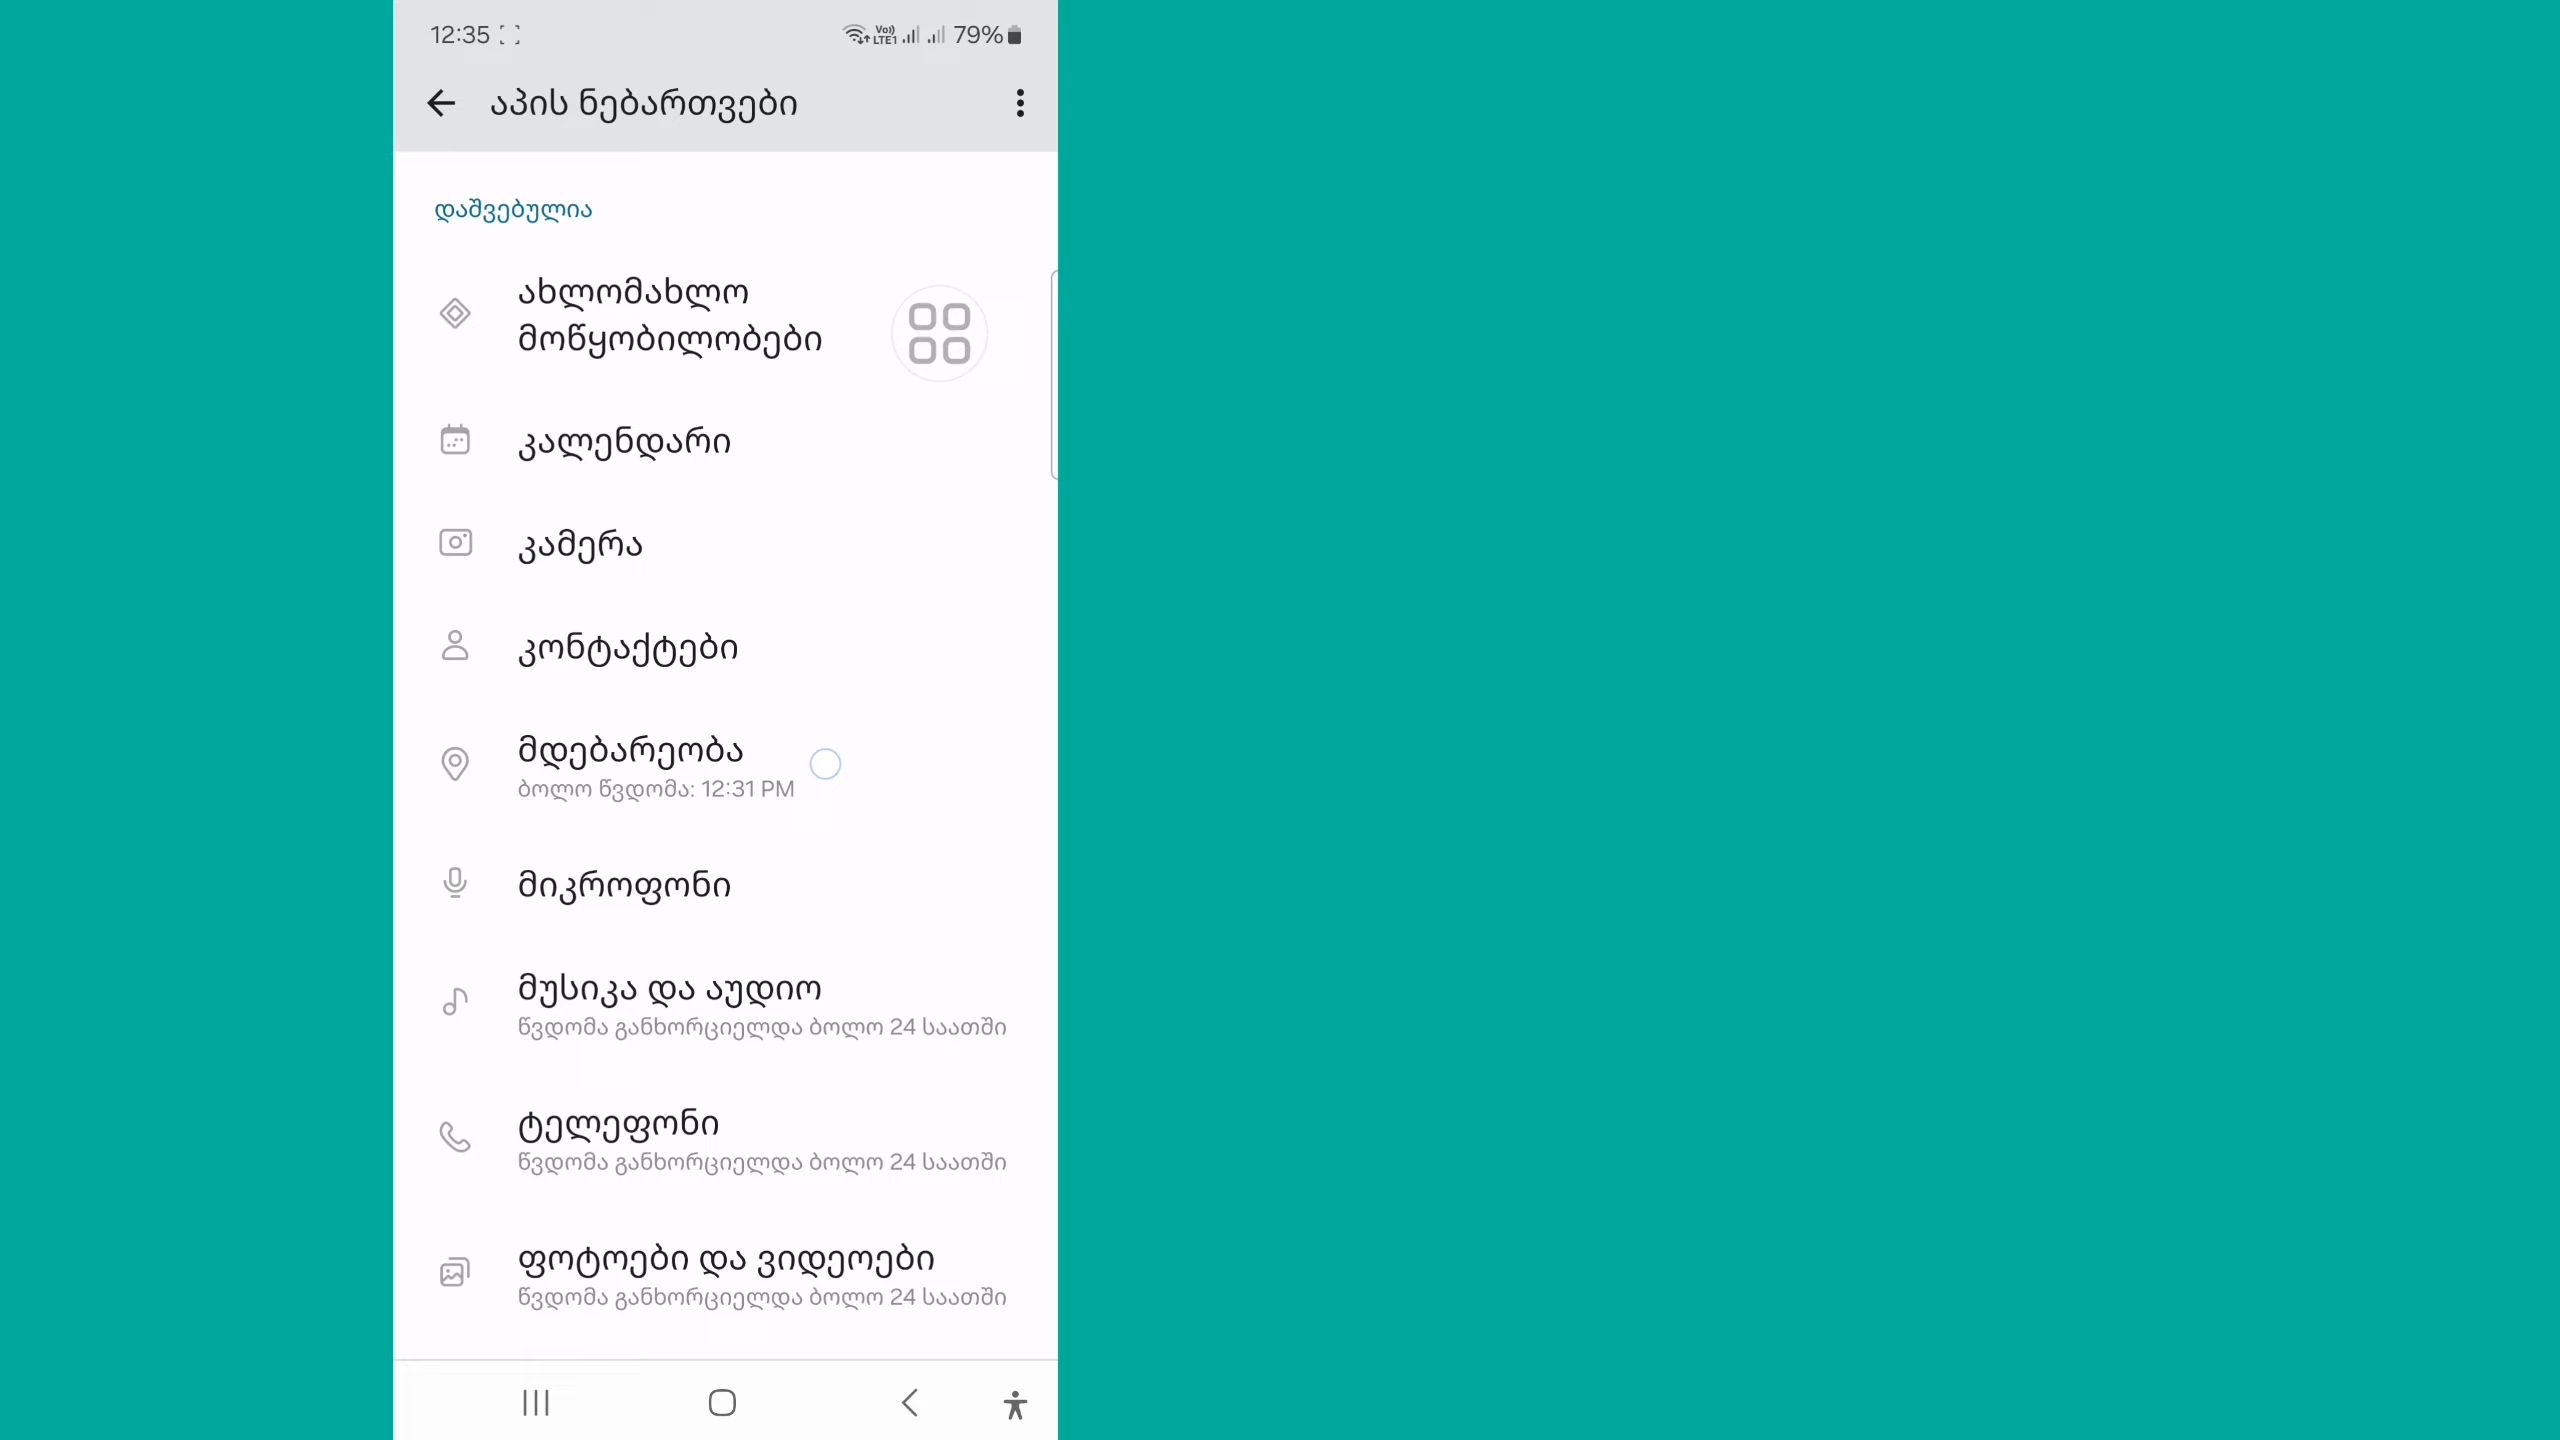 12:35
Vo)) LTE1 79%
აპის ნებართვები
დაშვებულია
ახლომახლო
მოწყობილობები
კალენდარი
კამერა
კონტაქტები
მდებარეობა
ბოლო წვდომა: 12:31 PM
მიკროფონი
მუსიკა და აუდიო
წვდომა განხორციელდა ბოლო 24 საათში
ტელეფონი
წვდომა განხორციელდა ბოლო 24 საათში
ფოტოები და ვიდეოები
წვდომა განხორციელდა ბოლო 24 საათში